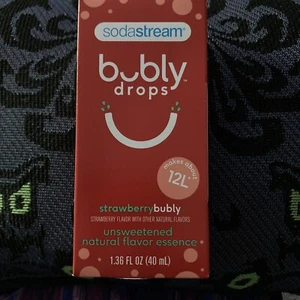 sodastream
bubly™
drops
makes about
12L*
strawberrybubly
STRAWBERRY FLAVOR WITH OTHER NATURAL FLAVORS
unsweetened
natural flavor essence
1.36 FL OZ (40 mL)